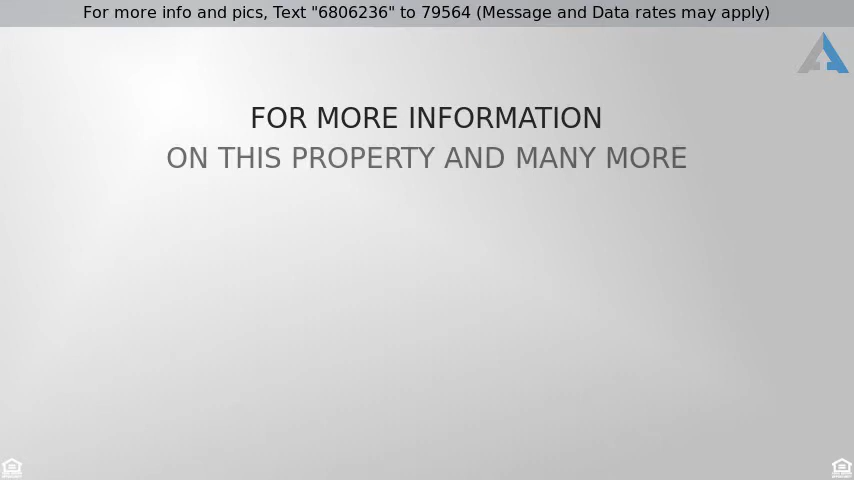 For more info and pics, Text "6806236" to 79564 (Message and Data rates may apply)
FOR MORE INFORMATION
ON THIS PROPERTY AND MANY MORE